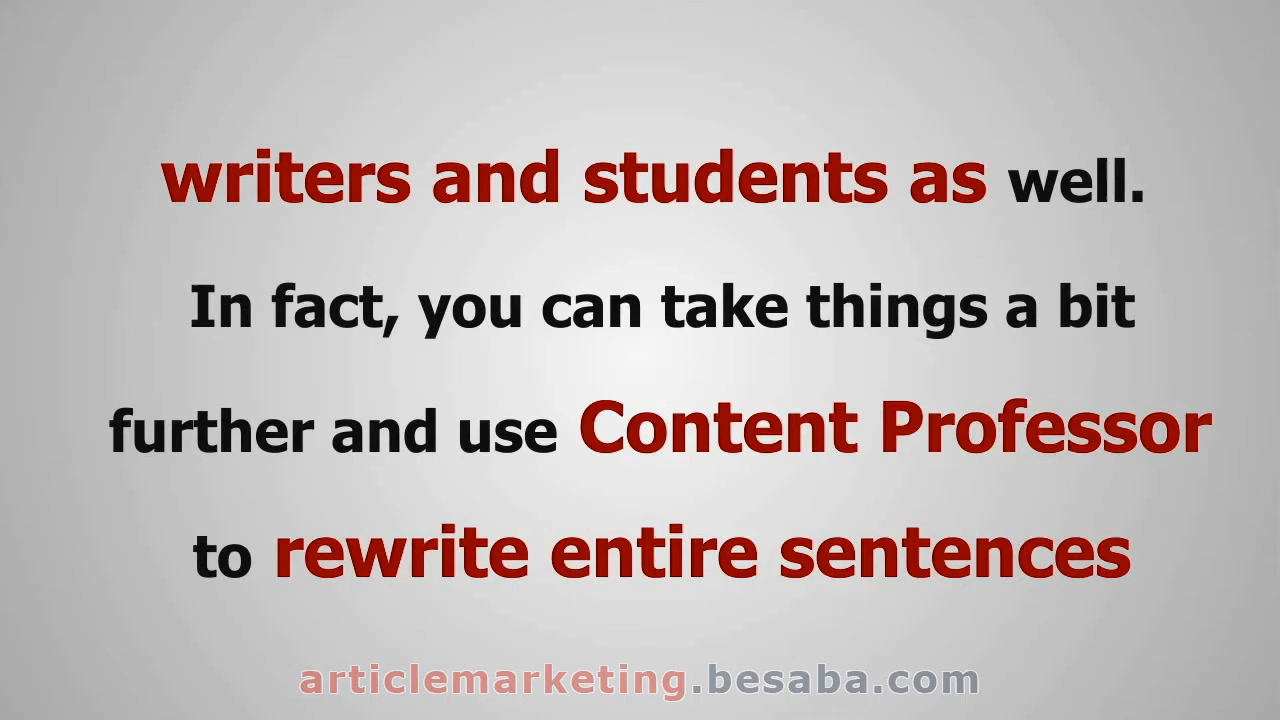 writers and students as well.
In fact, you can take things a bit
further and use Content Professor
to rewrite entire sentences
articlemarketing.besaba.com